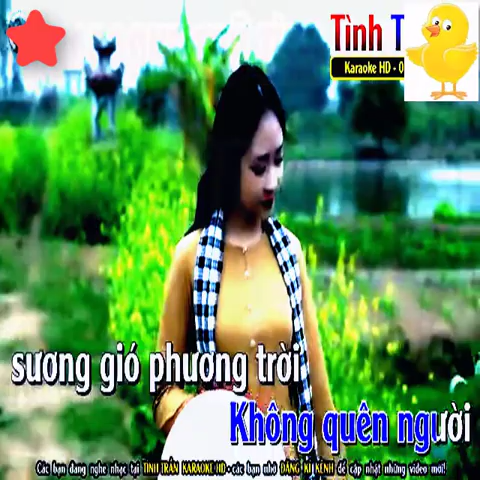 Tình T
Karaoke HD - 0
sương gió phương trời
Không quên người
Các bạn đang nghe nhạc tại TÌNH TRẦN KARAOKE HD - các bạn nhớ ĐĂNG KÍ KÊNH để cập nhật những video mới!